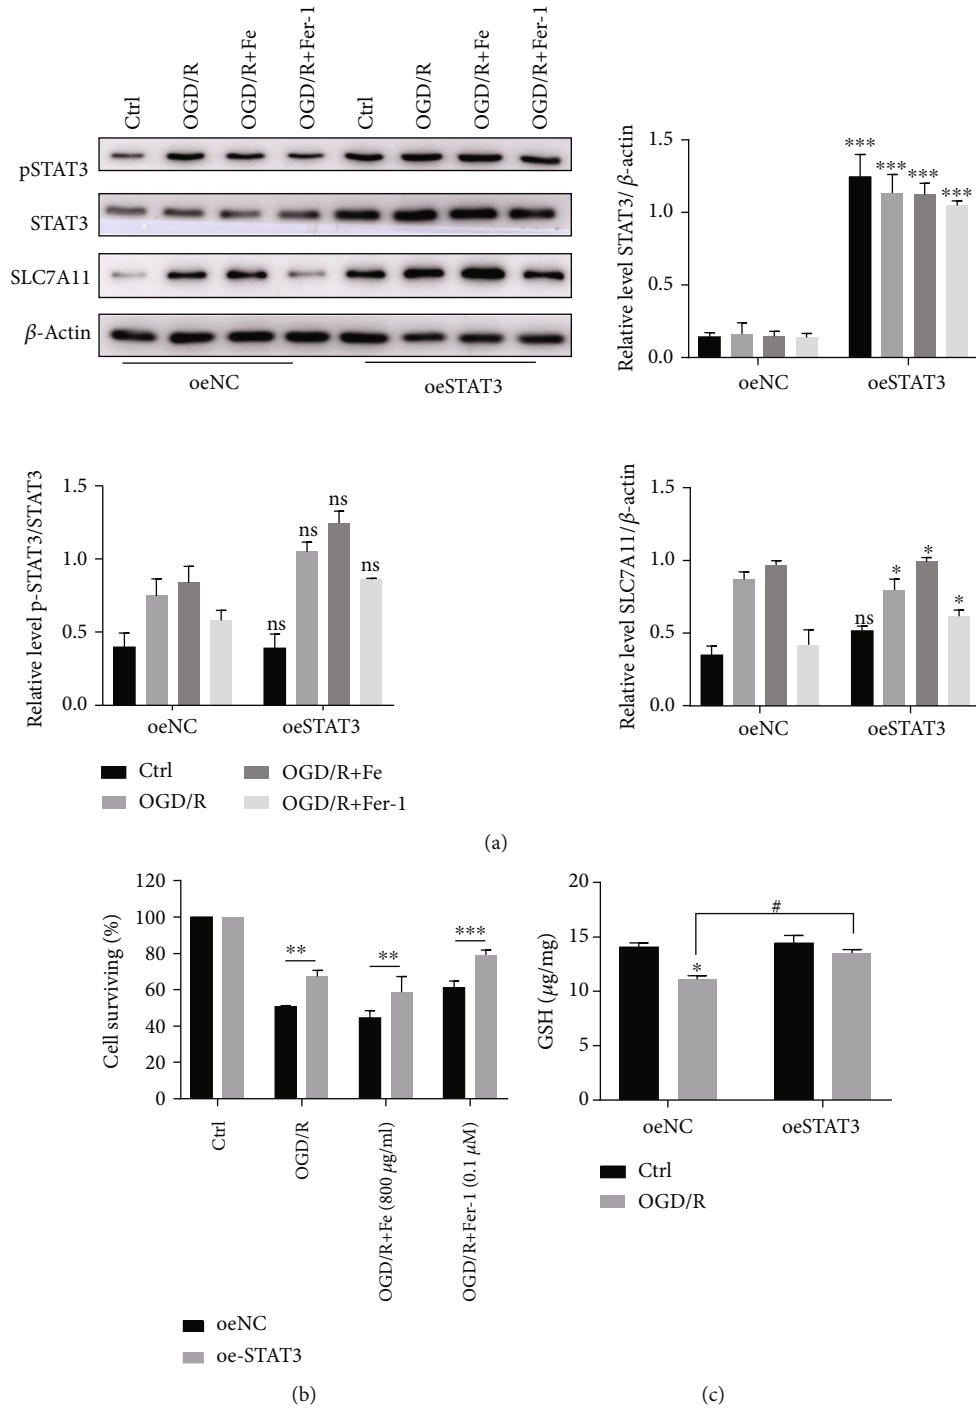 Ctrl
OGD/R
OGD/R+Fe
OGD/R+Fer-1
Ctrl
OGD/R
OGD/R+Fe
OGD/R+Fer-1
pSTAT3
STAT3
SLC7A11
β-Actin
oeNC
oeSTAT3
Relative level STAT3/ β-actin
1.5
1.0
0.5
0.0
***
***
***
***
oeNC
oeSTAT3
Relative level p-STAT3/STAT3
1.5
1.0
0.5
0.0
ns
ns
ns
ns
oeNC
oeSTAT3
Relative level SLC7A11/β-actin
1.5
1.0
0.5
0.0
ns
*
*
*
oeNC
oeSTAT3
Ctrl
OGD/R
OGD/R+Fe
OGD/R+Fer-1
(a)
Cell surviving (%)
120
100
80
60
40
20
0
**
**
***
Ctrl
OGD/R
OGD/R+Fe (800 μg/ml)
OGD/R+Fer-1 (0.1 μM)
oeNC
oe-STAT3
(b)
GSH (μg/mg)
20
15
10
5
0
*
#
oeNC
oeSTAT3
Ctrl
OGD/R
(c)